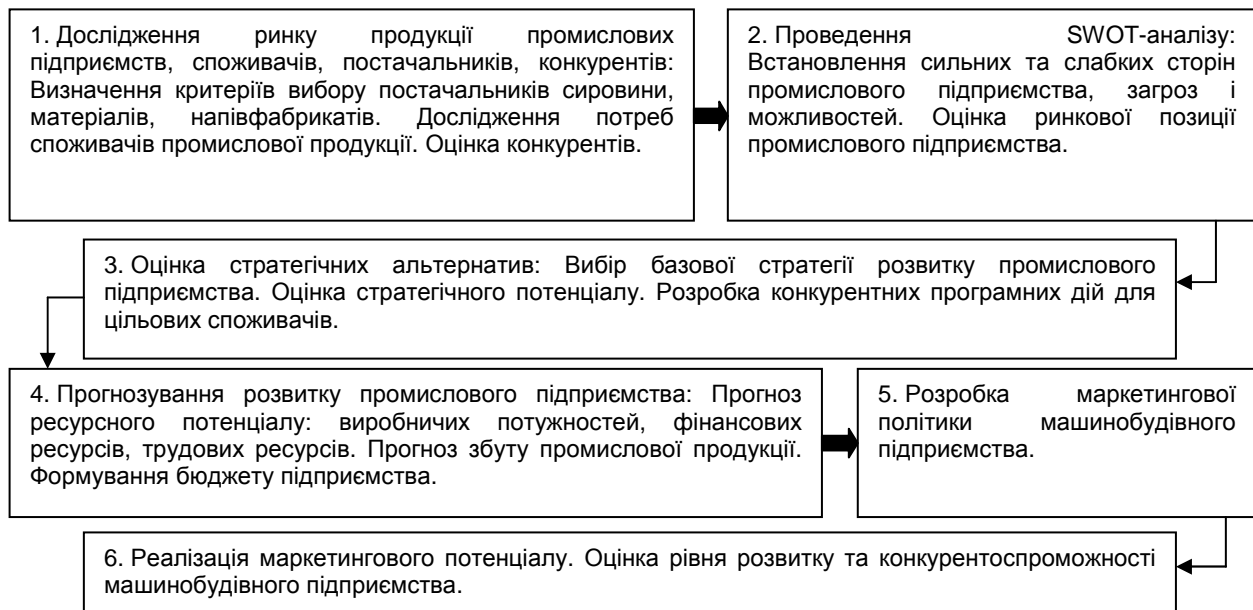 1. Дослідження ринку продукції промислових
підприємств, споживачів, постачальників, конкурентів:
Визначення критеріїв вибору постачальників сировини,
матеріалів, напівфабрикатів. Дослідження потреб
споживачів промислової продукції. Оцінка конкурентів.
2. Проведення SWOT-аналізу:
Встановлення сильних та слабких сторін
промислового підприємства, загроз і
можливостей. Оцінка ринкової позиції
промислового підприємства.
3. Оцінка стратегічних альтернатив: Вибір базової стратегії розвитку промислового
підприємства. Оцінка стратегічного потенціалу. Розробка конкурентних програмних дій для
цільових споживачів.
4. Прогнозування розвитку промислового підприємства: Прогноз
ресурсного потенціалу: виробничих потужностей, фінансових
ресурсів, трудових ресурсів. Прогноз збуту промислової продукції.
Формування бюджету підприємства.
5. Розробка маркетингової
політики машинобудівного
підприємства.
6. Реалізація маркетингового потенціалу. Оцінка рівня розвитку та конкурентоспроможності
машинобудівного підприємства.